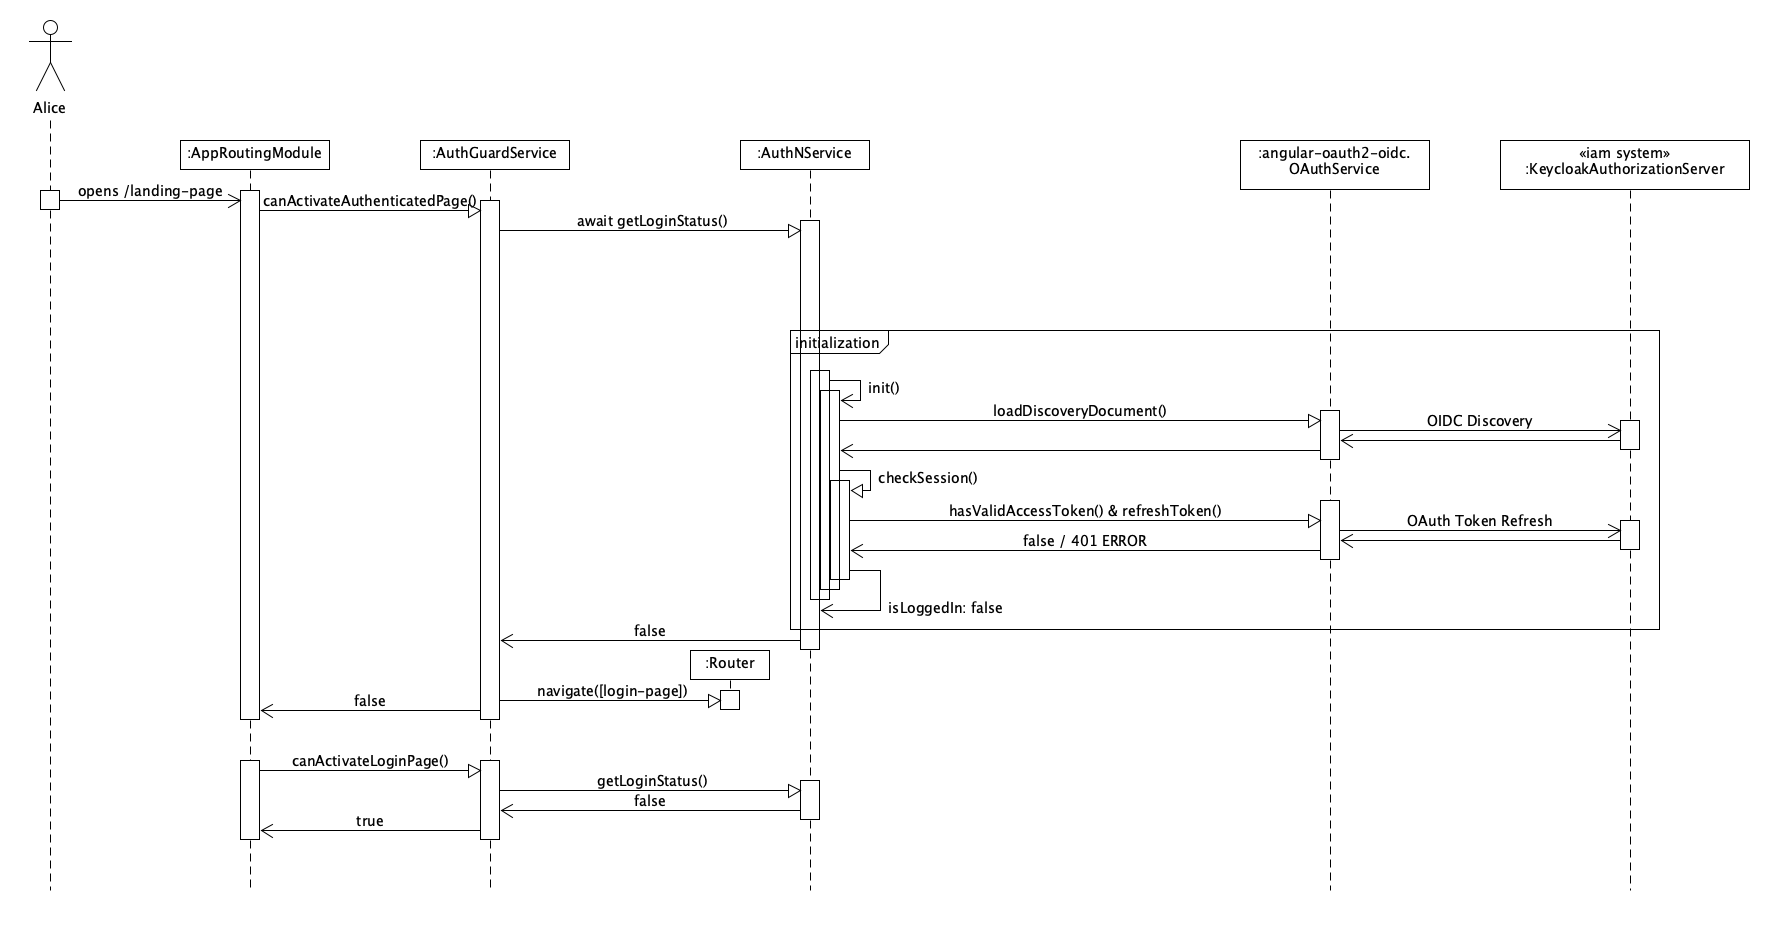 Alice
:AppRoutingModule
:AuthGuardService
:AuthNService
:angular-oauth2-oidc.
OAuthService
«iam system»
:KeycloakAuthorizationServer
opens /landing-page
canActivateAuthenticatedPage()
await getLoginStatus()
initialization
init()
loadDiscoveryDocument()
OIDC Discovery
checkSession()
hasValidAccessToken() & refreshToken()
OAuth Token Refresh
false / 401 ERROR
isLoggedIn: false
false
:Router
navigate([login-page])
false
canActivateLoginPage()
getLoginStatus()
false
true